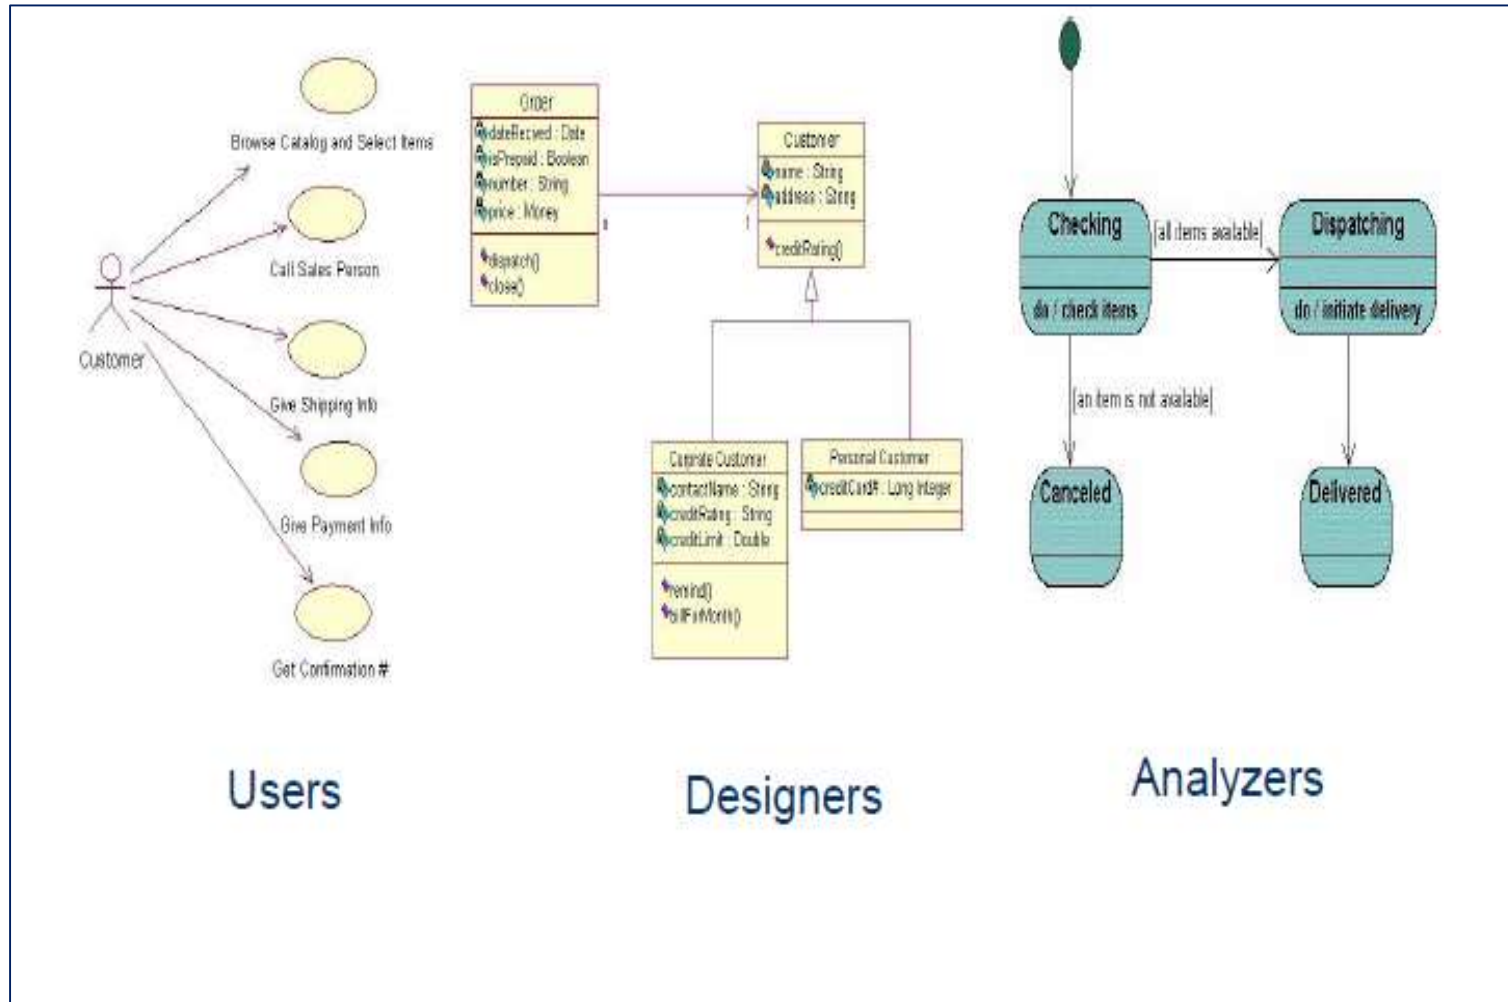 Browse Catalog and Select Items
Call Sales Person
Customer
Give Shipping Info
Give Payment Info
Get Confirmation #
Users
Order
dateRecived : Date
isPrepaid : Boolean
number : String
price : Money
dispatch()
close()
Customer
name : String
address : String
creditRating()
1
Corprate Customer
contactName : String
creditRating : String
creditLimit : Double
remind()
billForMonth()
Personal Customer
creditCard# : Long Integer
Designers
Checking
do / check items
[all items available]
Dispatching
do / initiate delivery
[an item is not available]
Canceled
Delivered
Analyzers